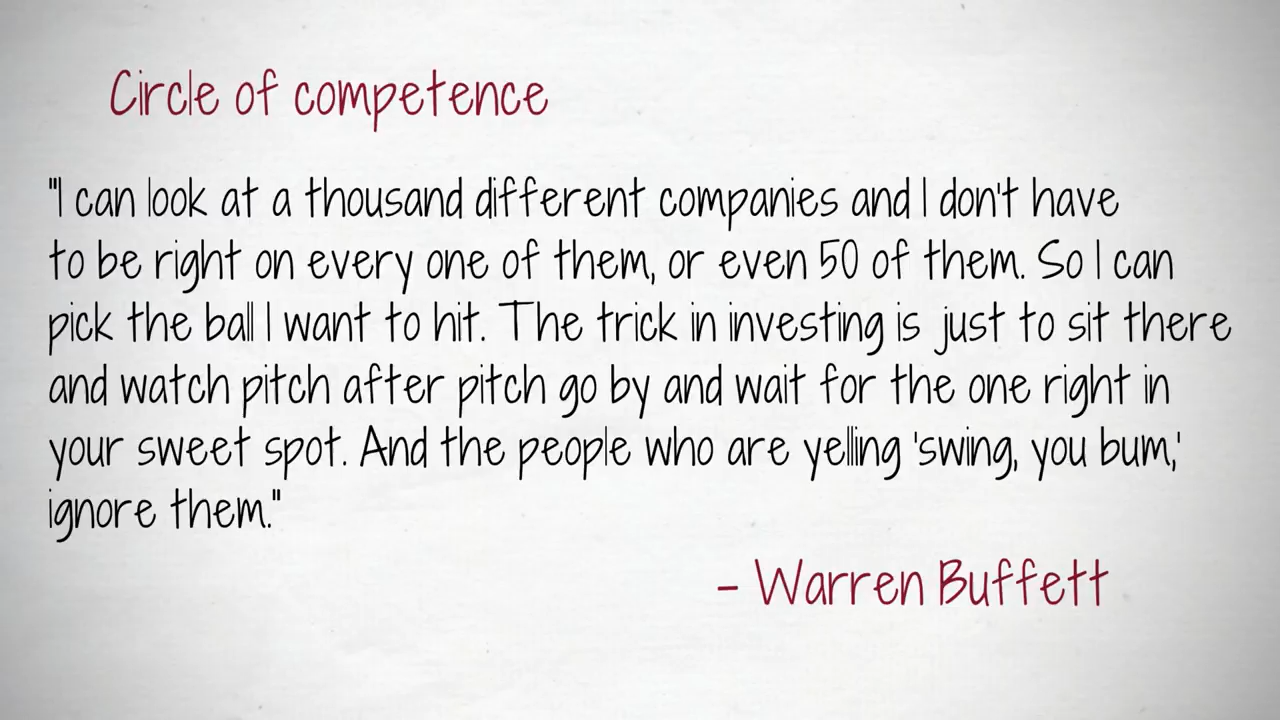 Circle of competence
"I can look at a thousand different companies and I don't have
to be right on every one of them, or even 50 of them. So I can
pick the ball I want to hit. The trick in investing is just to sit there
and watch pitch after pitch go by and wait for the one right in
your sweet spot. And the people who are yelling 'swing, you bum,'
ignore them."
- Warren Buffett